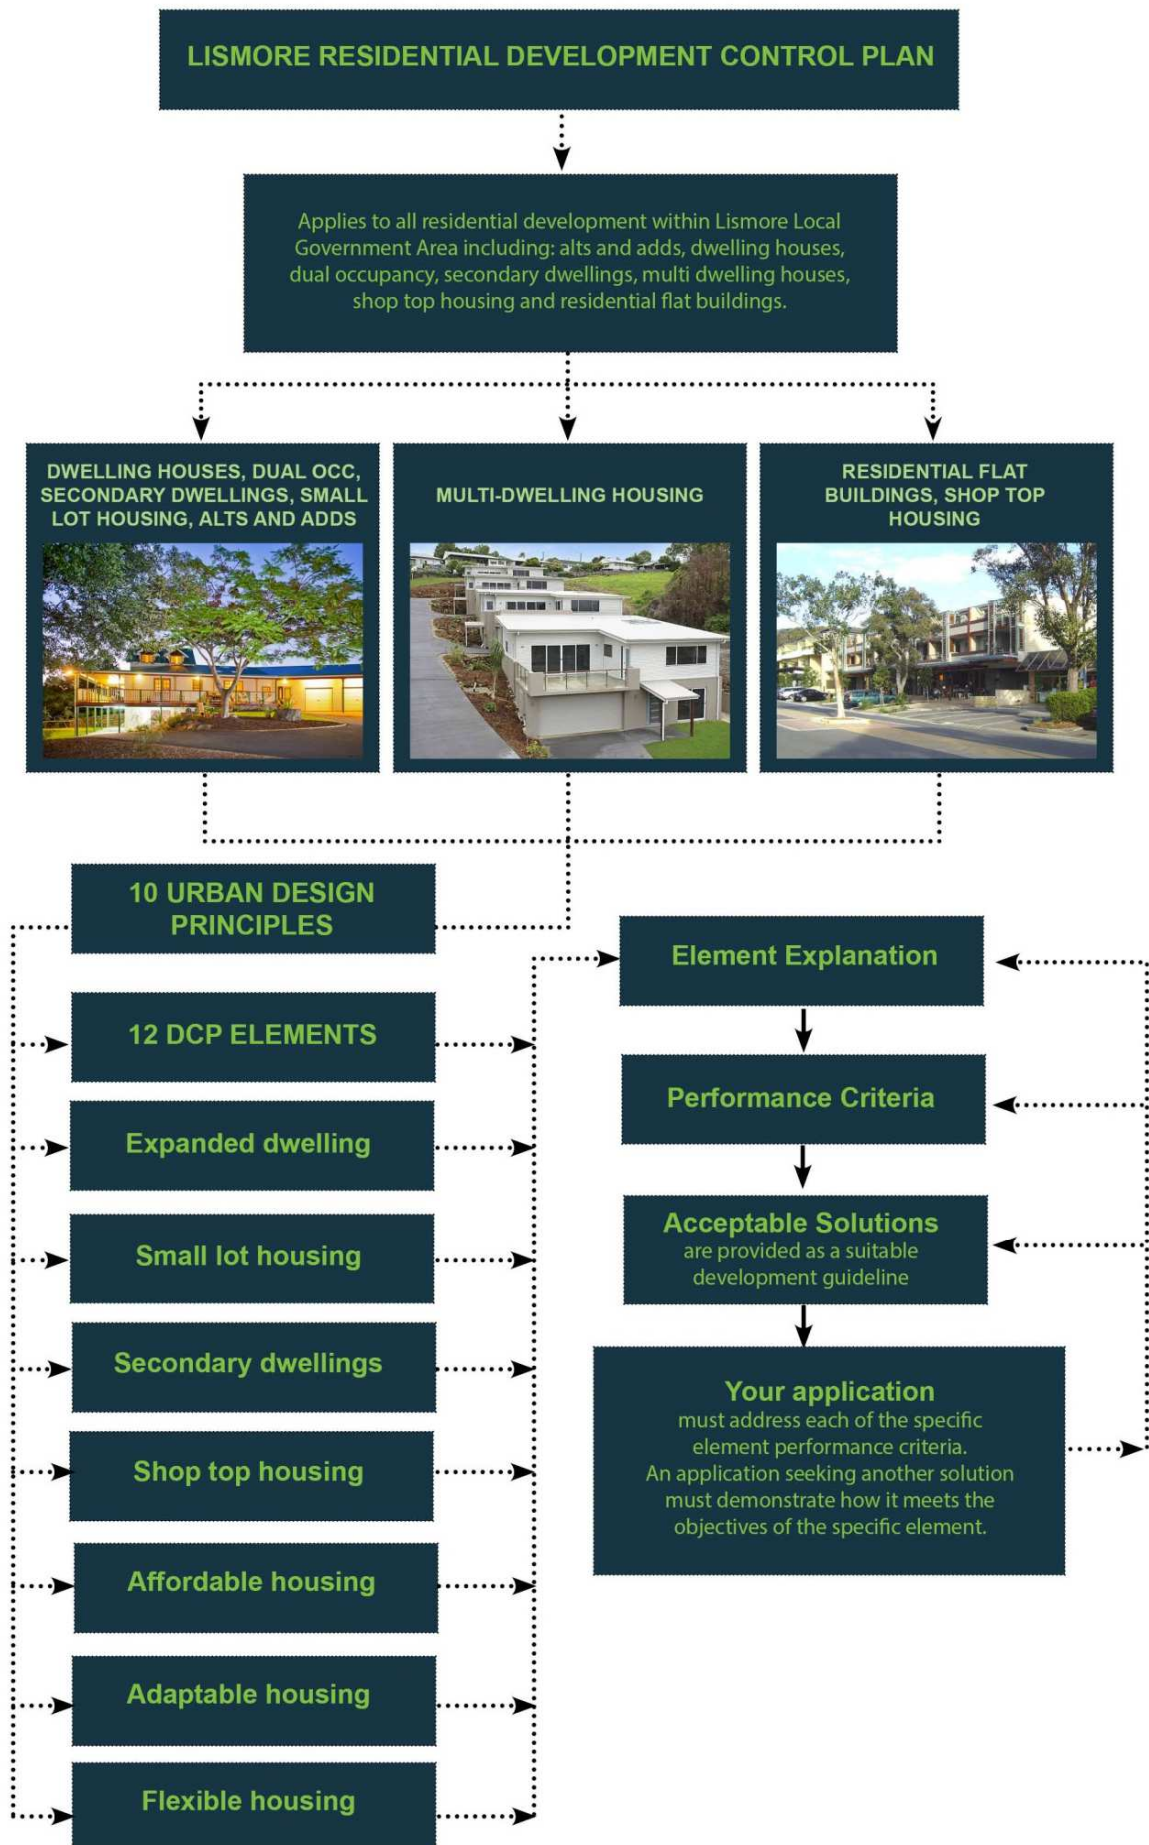 LISMORE RESIDENTIAL DEVELOPMENT CONTROL PLAN
Applies to all residential development within Lismore Local
Government Area including: alts and adds, dwelling houses,
dual occupancy, secondary dwellings, multi dwelling houses,
shop top housing and residential flat buildings.
DWELLING HOUSES, DUAL OCC,
SECONDARY DWELLINGS, SMALL
LOT HOUSING, ALTS AND ADDS
MULTI-DWELLING HOUSING
RESIDENTIAL FLAT
BUILDINGS, SHOP TOP
HOUSING
10 URBAN DESIGN
PRINCIPLES
12 DCP ELEMENTS
Expanded dwelling
Small lot housing
Secondary dwellings
Shop top housing
Affordable housing
Adaptable housing
Flexible housing
Element Explanation
Performance Criteria
Acceptable Solutions
are provided as a suitable
development guideline
Your application
must address each of the specific
element performance criteria.
An application seeking another solution
must demonstrate how it meets the
objectives of the specific element.